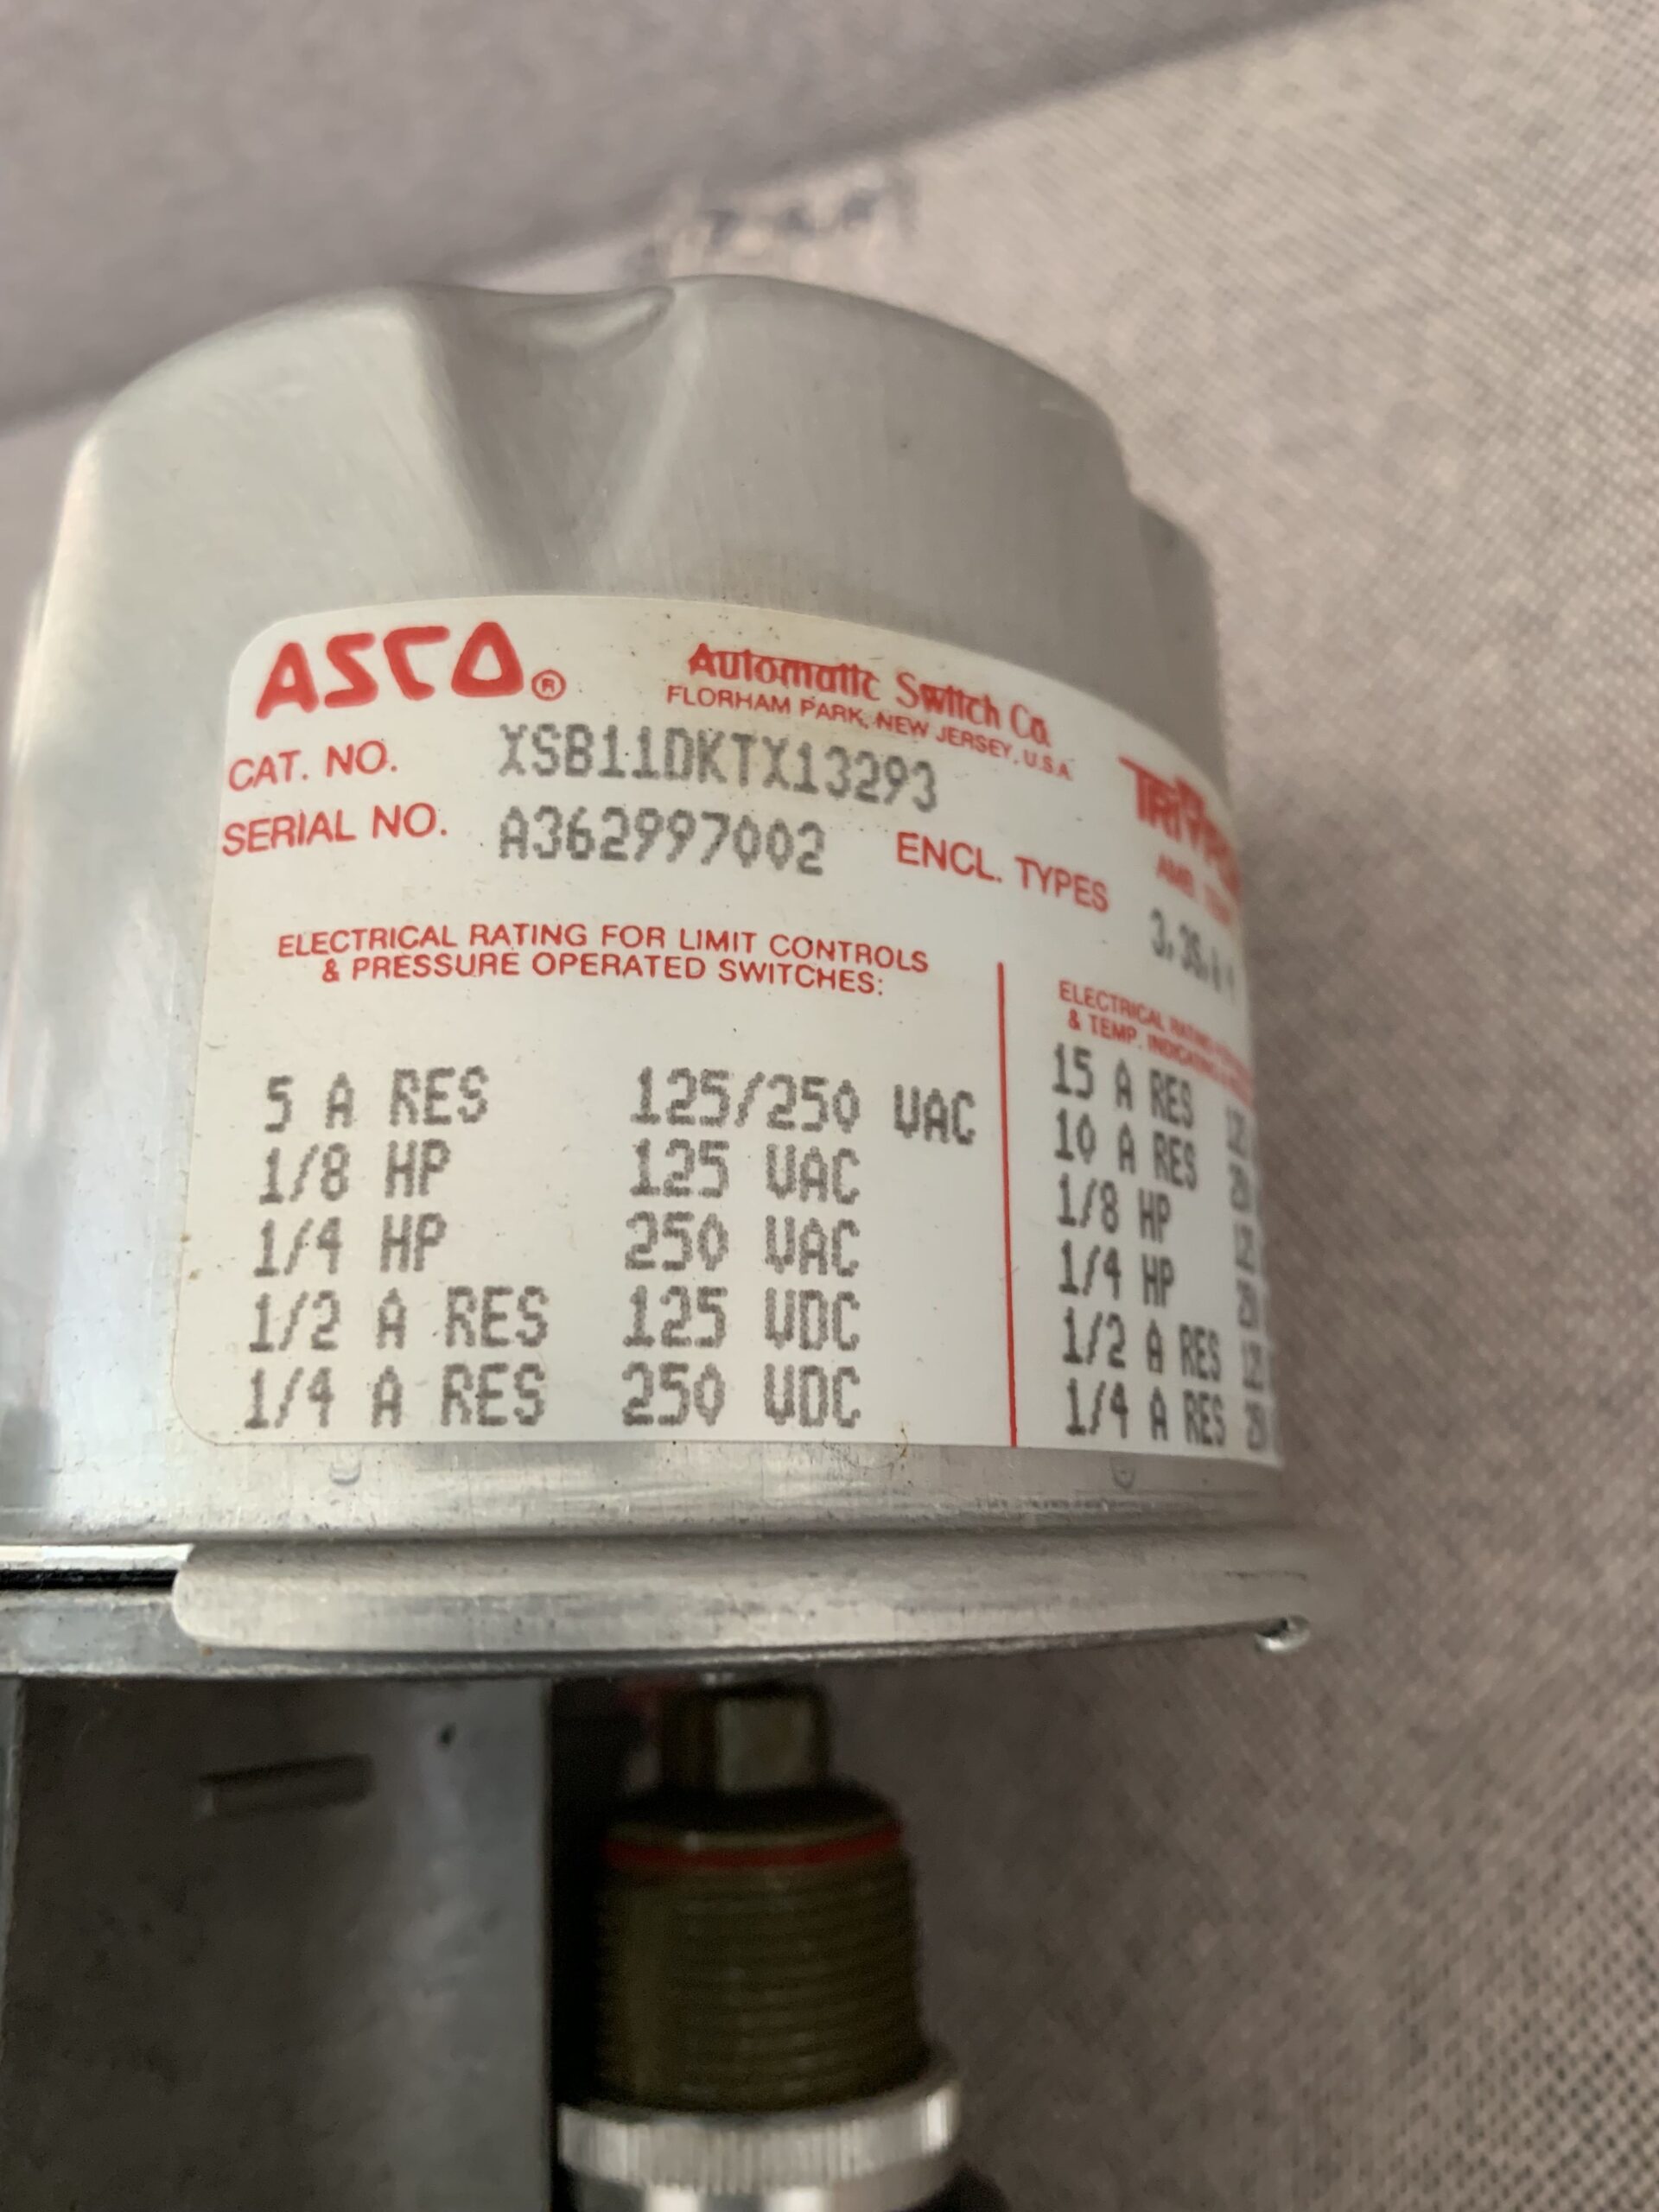 ASCO®
Automatic Switch Co.
FLORHAM PARK, NEW JERSEY, U.S.A.
CAT. NO. XSB11DKTX13293
SERIAL NO. A362997002
ENCL. TYPES
ELECTRICAL RATING FOR LIMIT CONTROLS
& PRESSURE OPERATED SWITCHES:
5 A RES 125/250 VAC
1/8 HP 125 VAC
1/4 HP 250 VAC
1/2 A RES 125 VDC
1/4 A RES 250 VDC
ELECTRICAL RATING
& TEMP.
15 A RES
10 A RES
1/8 HP
1/4 HP
1/2 A RES
1/4 A RES